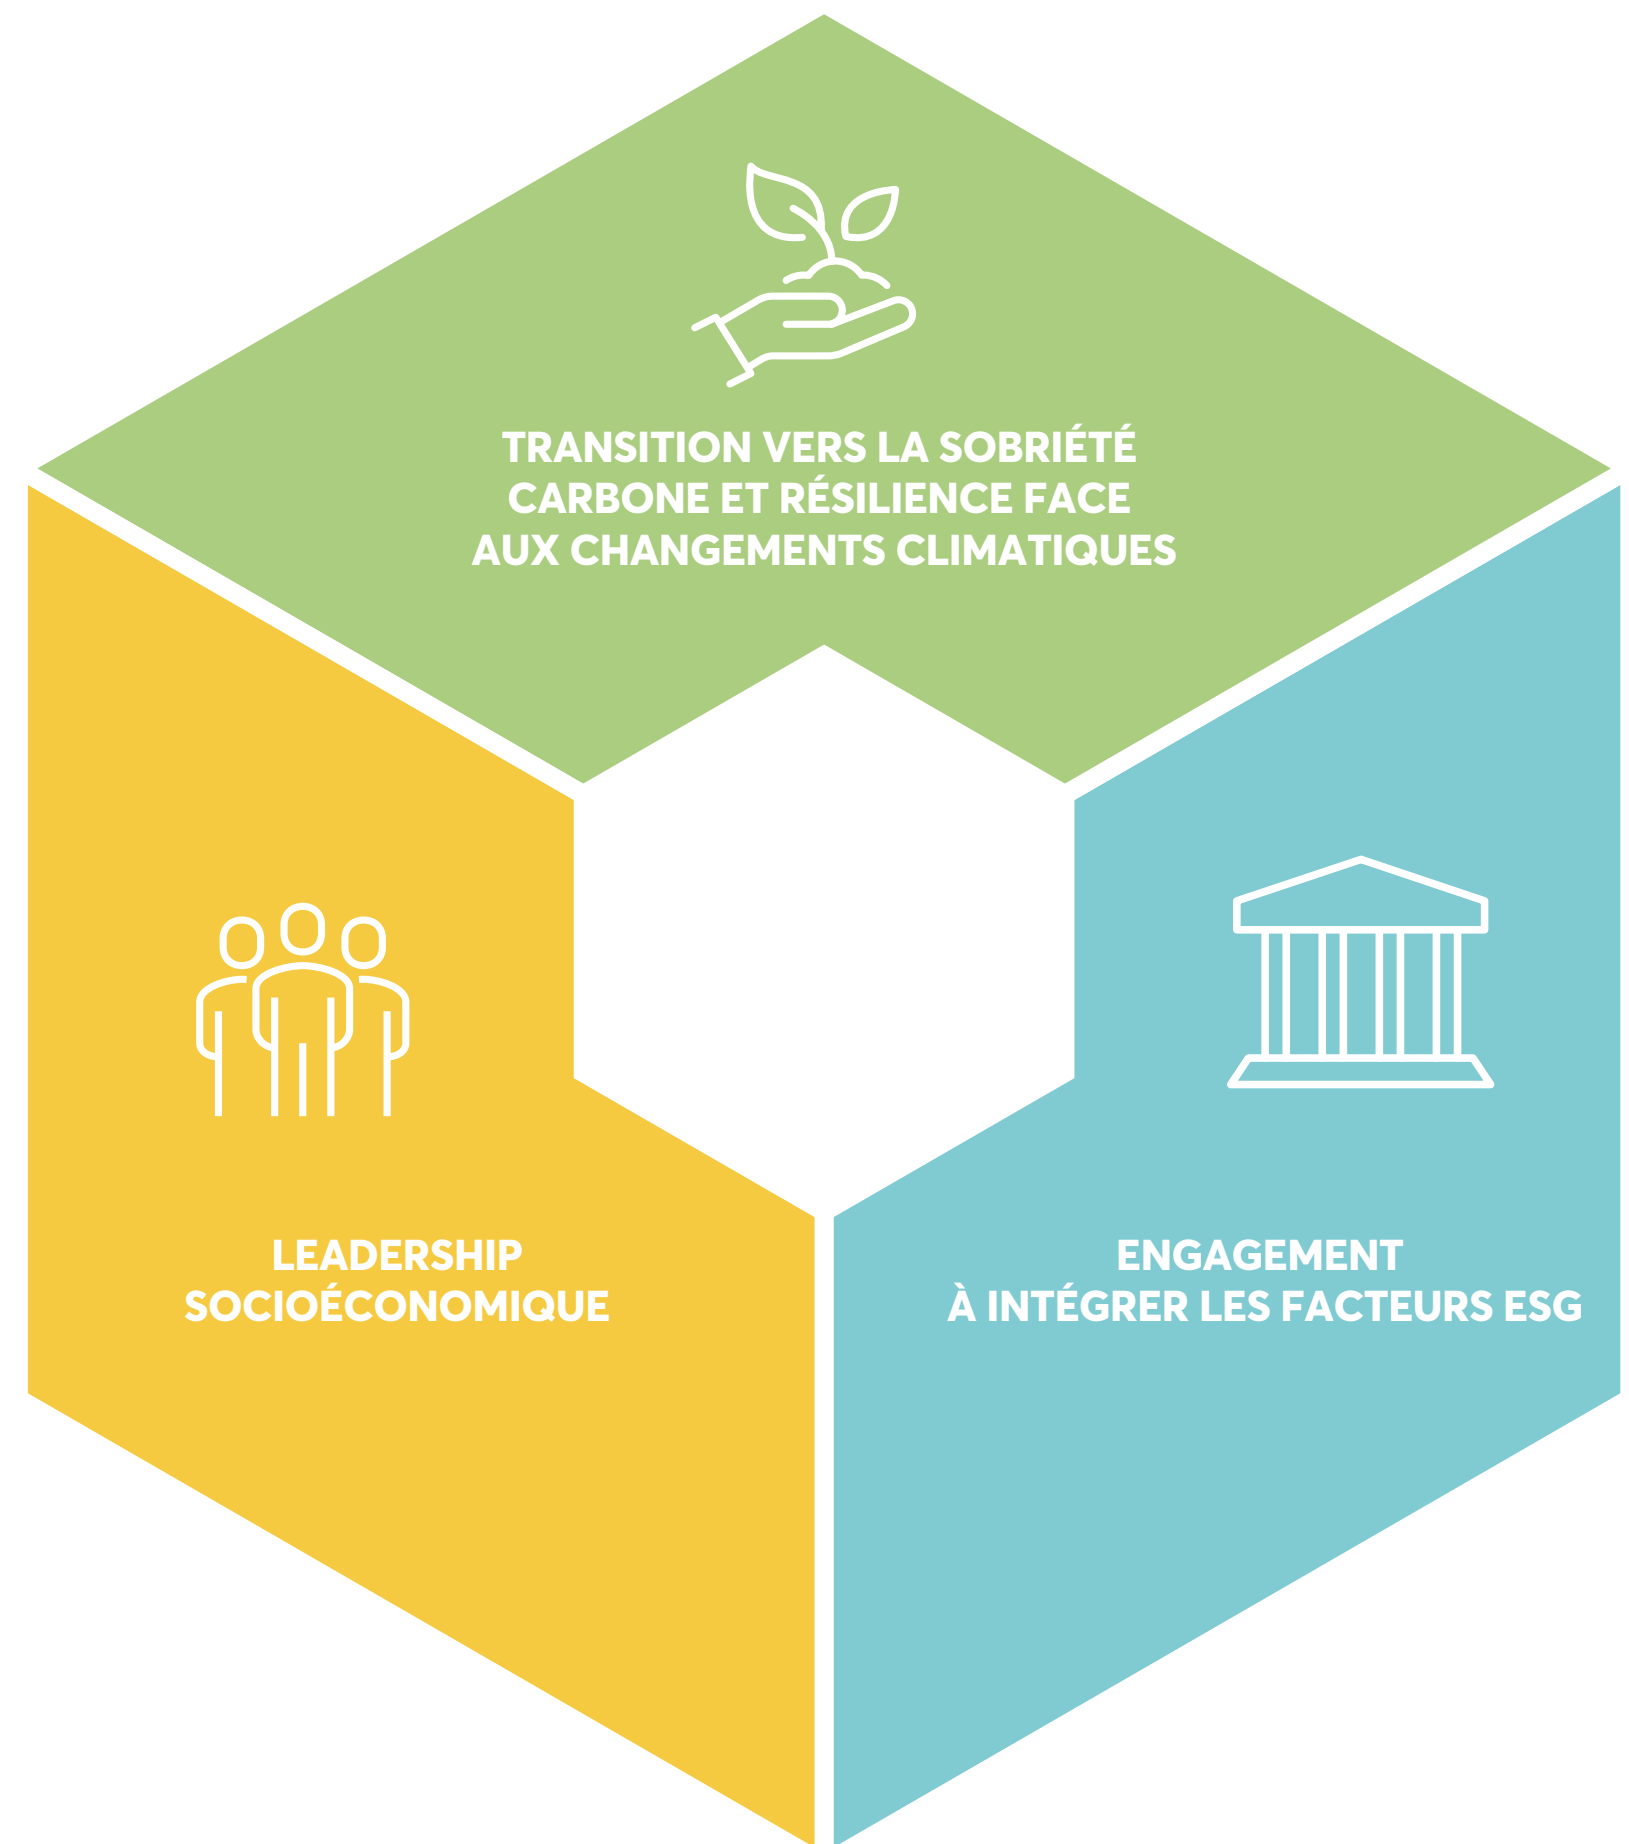 TRANSITION VERS LA SOBRIÉTÉ
CARBONE ET RÉSILIENCE FACE
AUX CHANGEMENTS CLIMATIQUES
LEADERSHIP
SOCIOÉCONOMIQUE
ENGAGEMENT
À INTÉGRER LES FACTEURS ESG